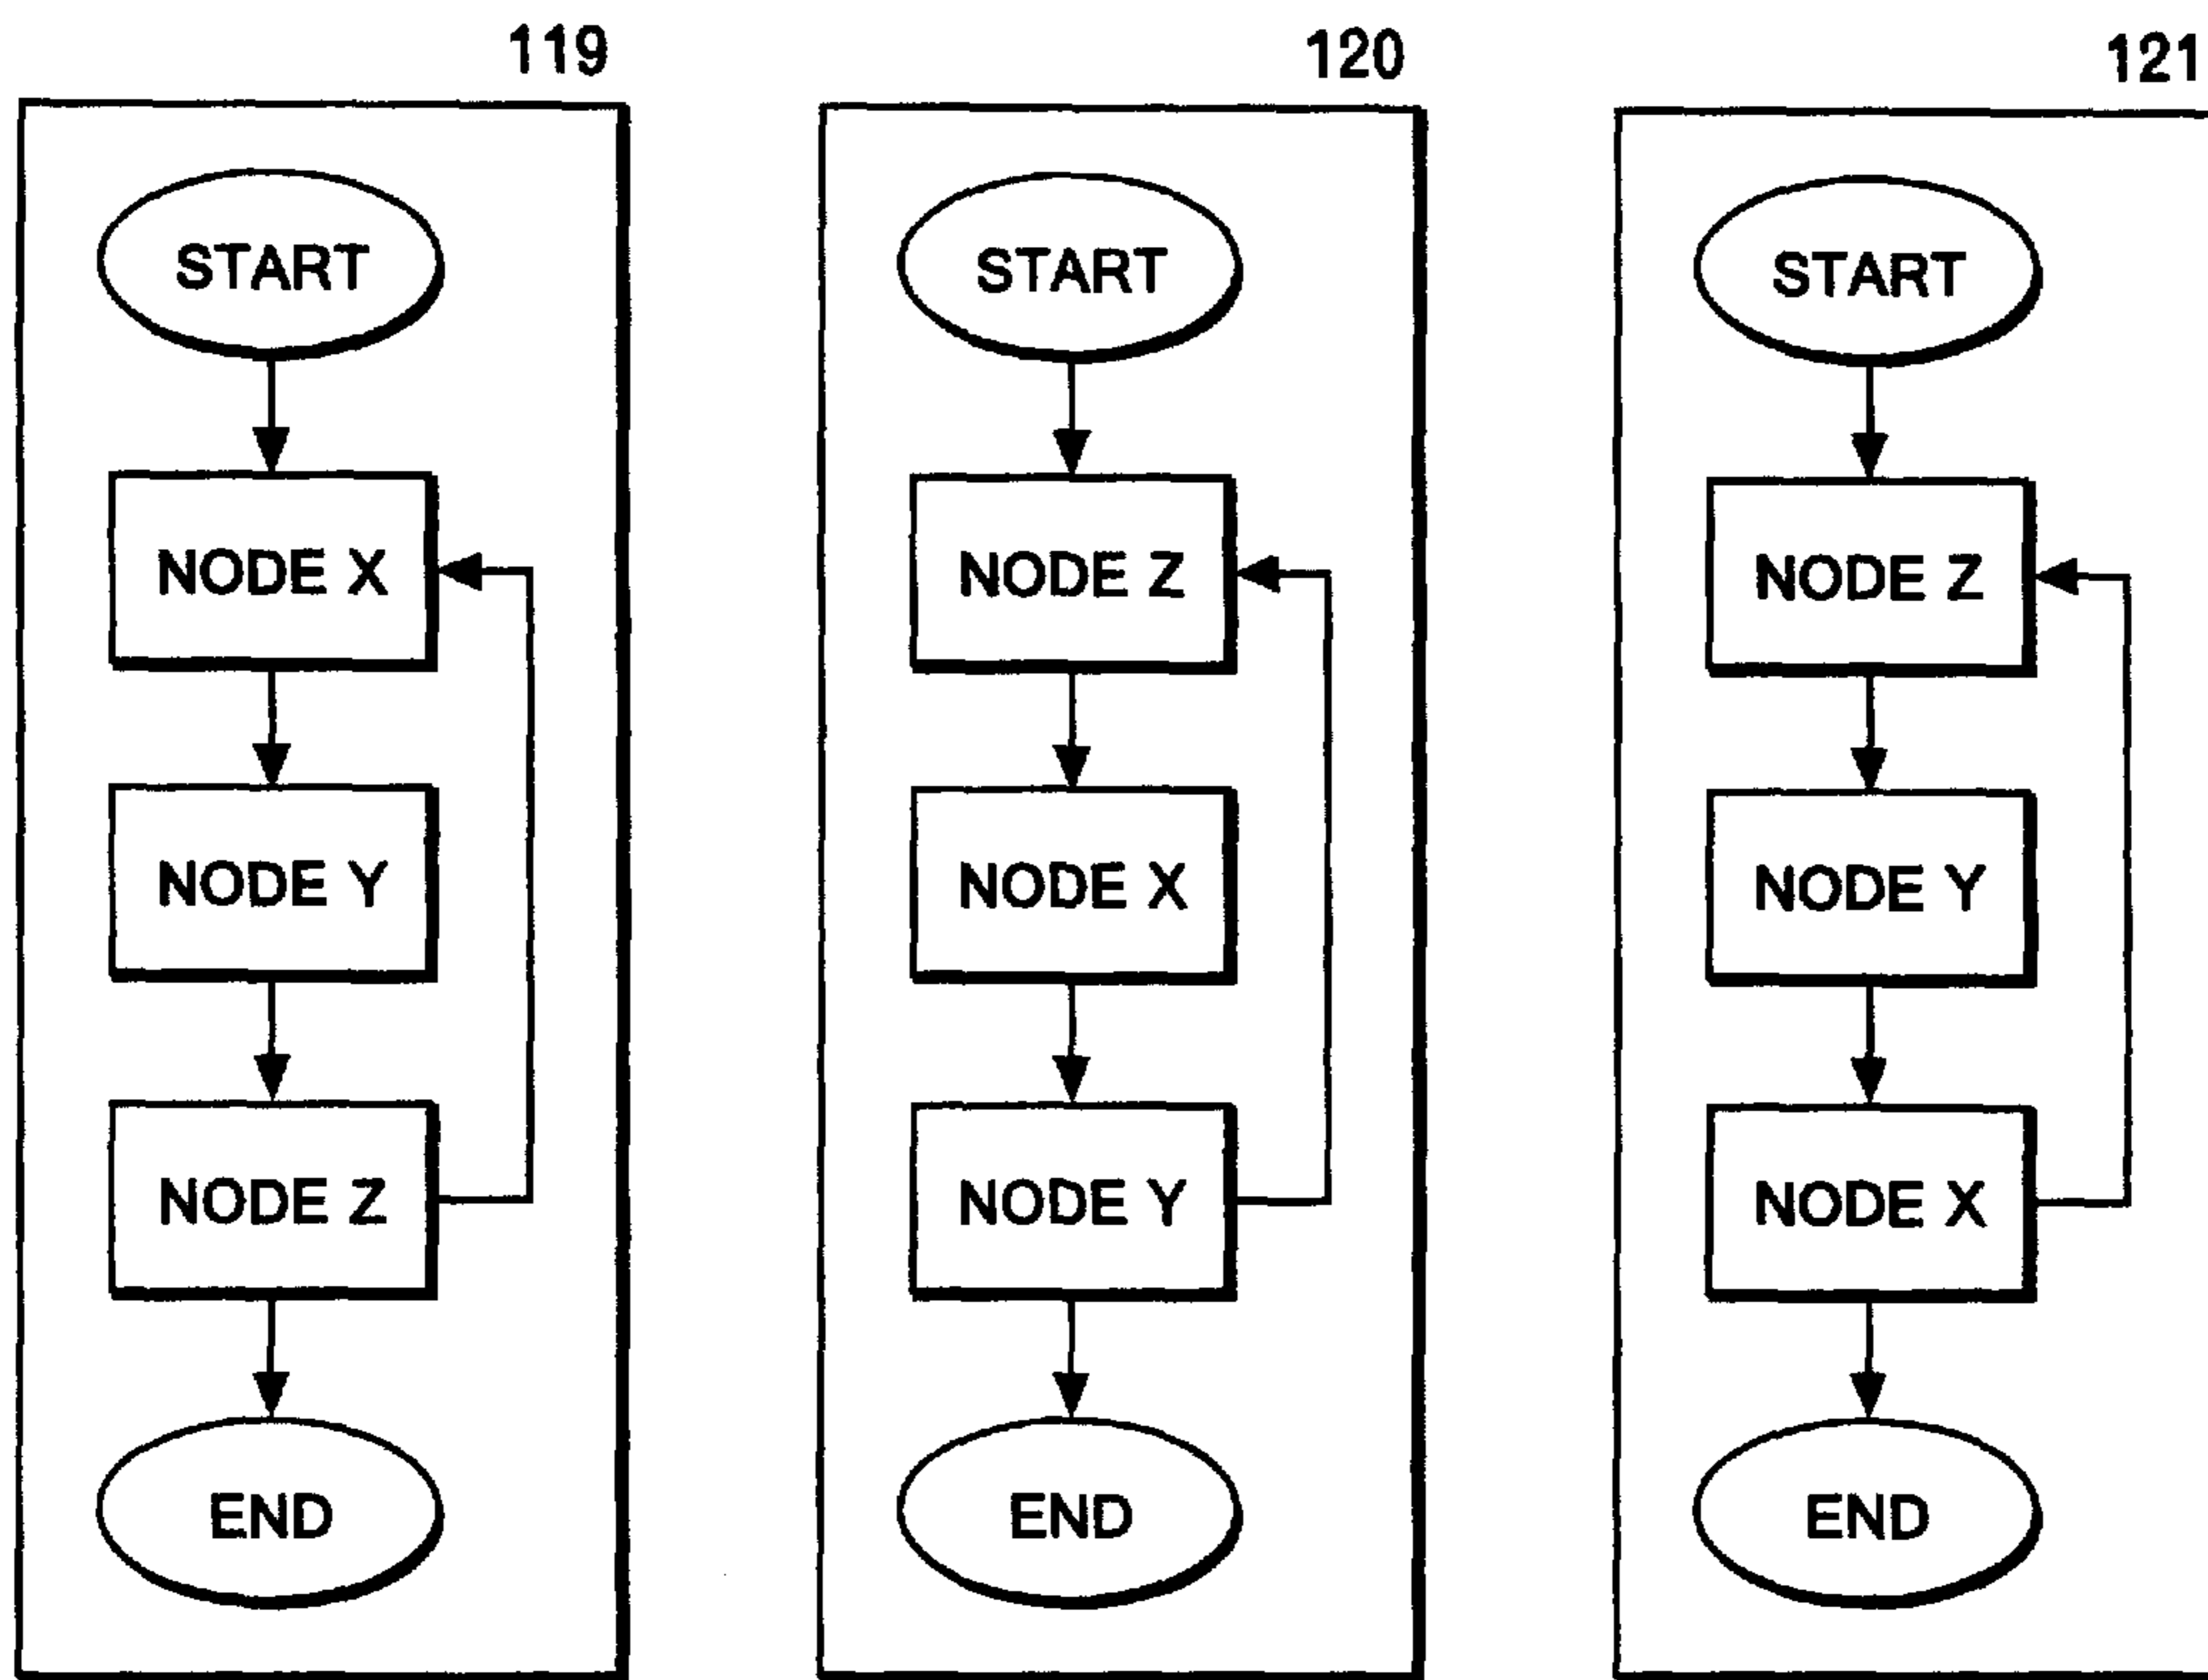 119
START
NODE X
NODE Y
NODE Z
END
120
START
NODE Z
NODE X
NODE Y
END
121
START
NODE Z
NODE Y
NODE X
END